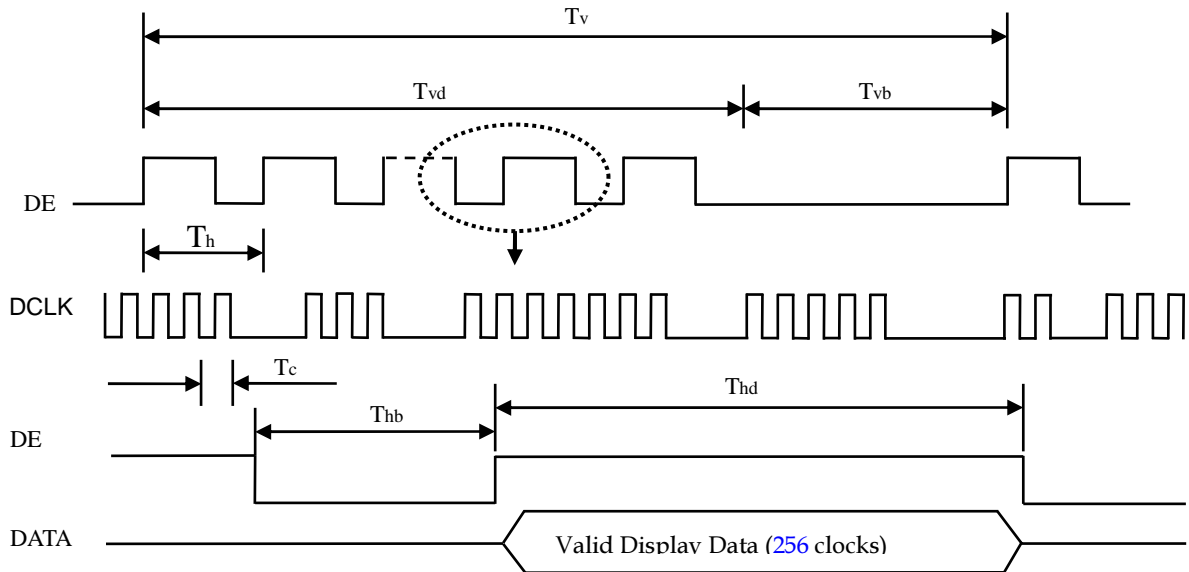 Tv
Tvd
Tvb
DE
Th
DCLK
Tc
Thd
Thb
DE
DATA
Valid Display Data (256 clocks)